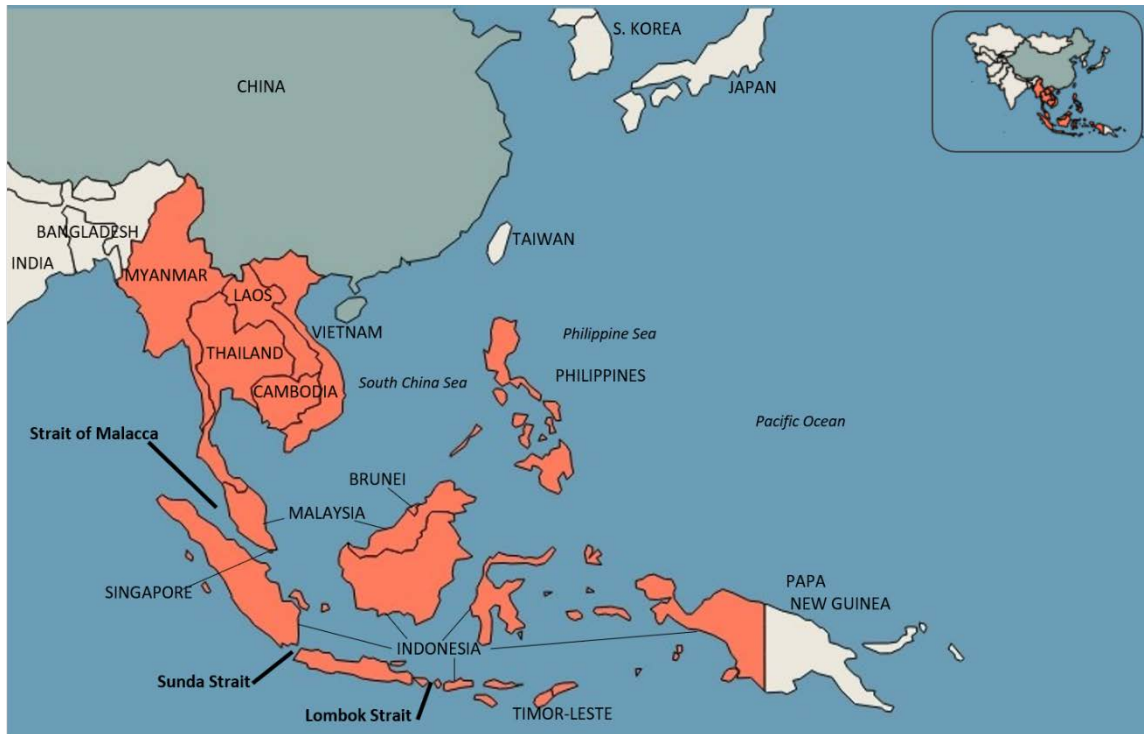 S. KOREA
CHINA
JAPAN
BANGLADESH
TAIWAN
INDIA
MYANMAR
LAOS
VIETNAM
Philippine Sea
THAILAND
PHILIPPINES
South China Sea
CAMBODIA
Pacific Ocean
Strait of Malacca
BRUNEI
MALAYSIA
PAPA
SINGAPORE
NEW GUINEA
INDONESIA
Sunda Strait
Lombok Strait
TIMOR-LESTE